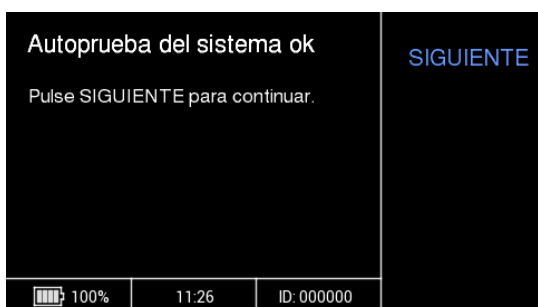 Autoprueba del sistema ok
SIGUIENTE
Pulse SIGUIENTE para continuar.
100%
11:26
ID: 000000